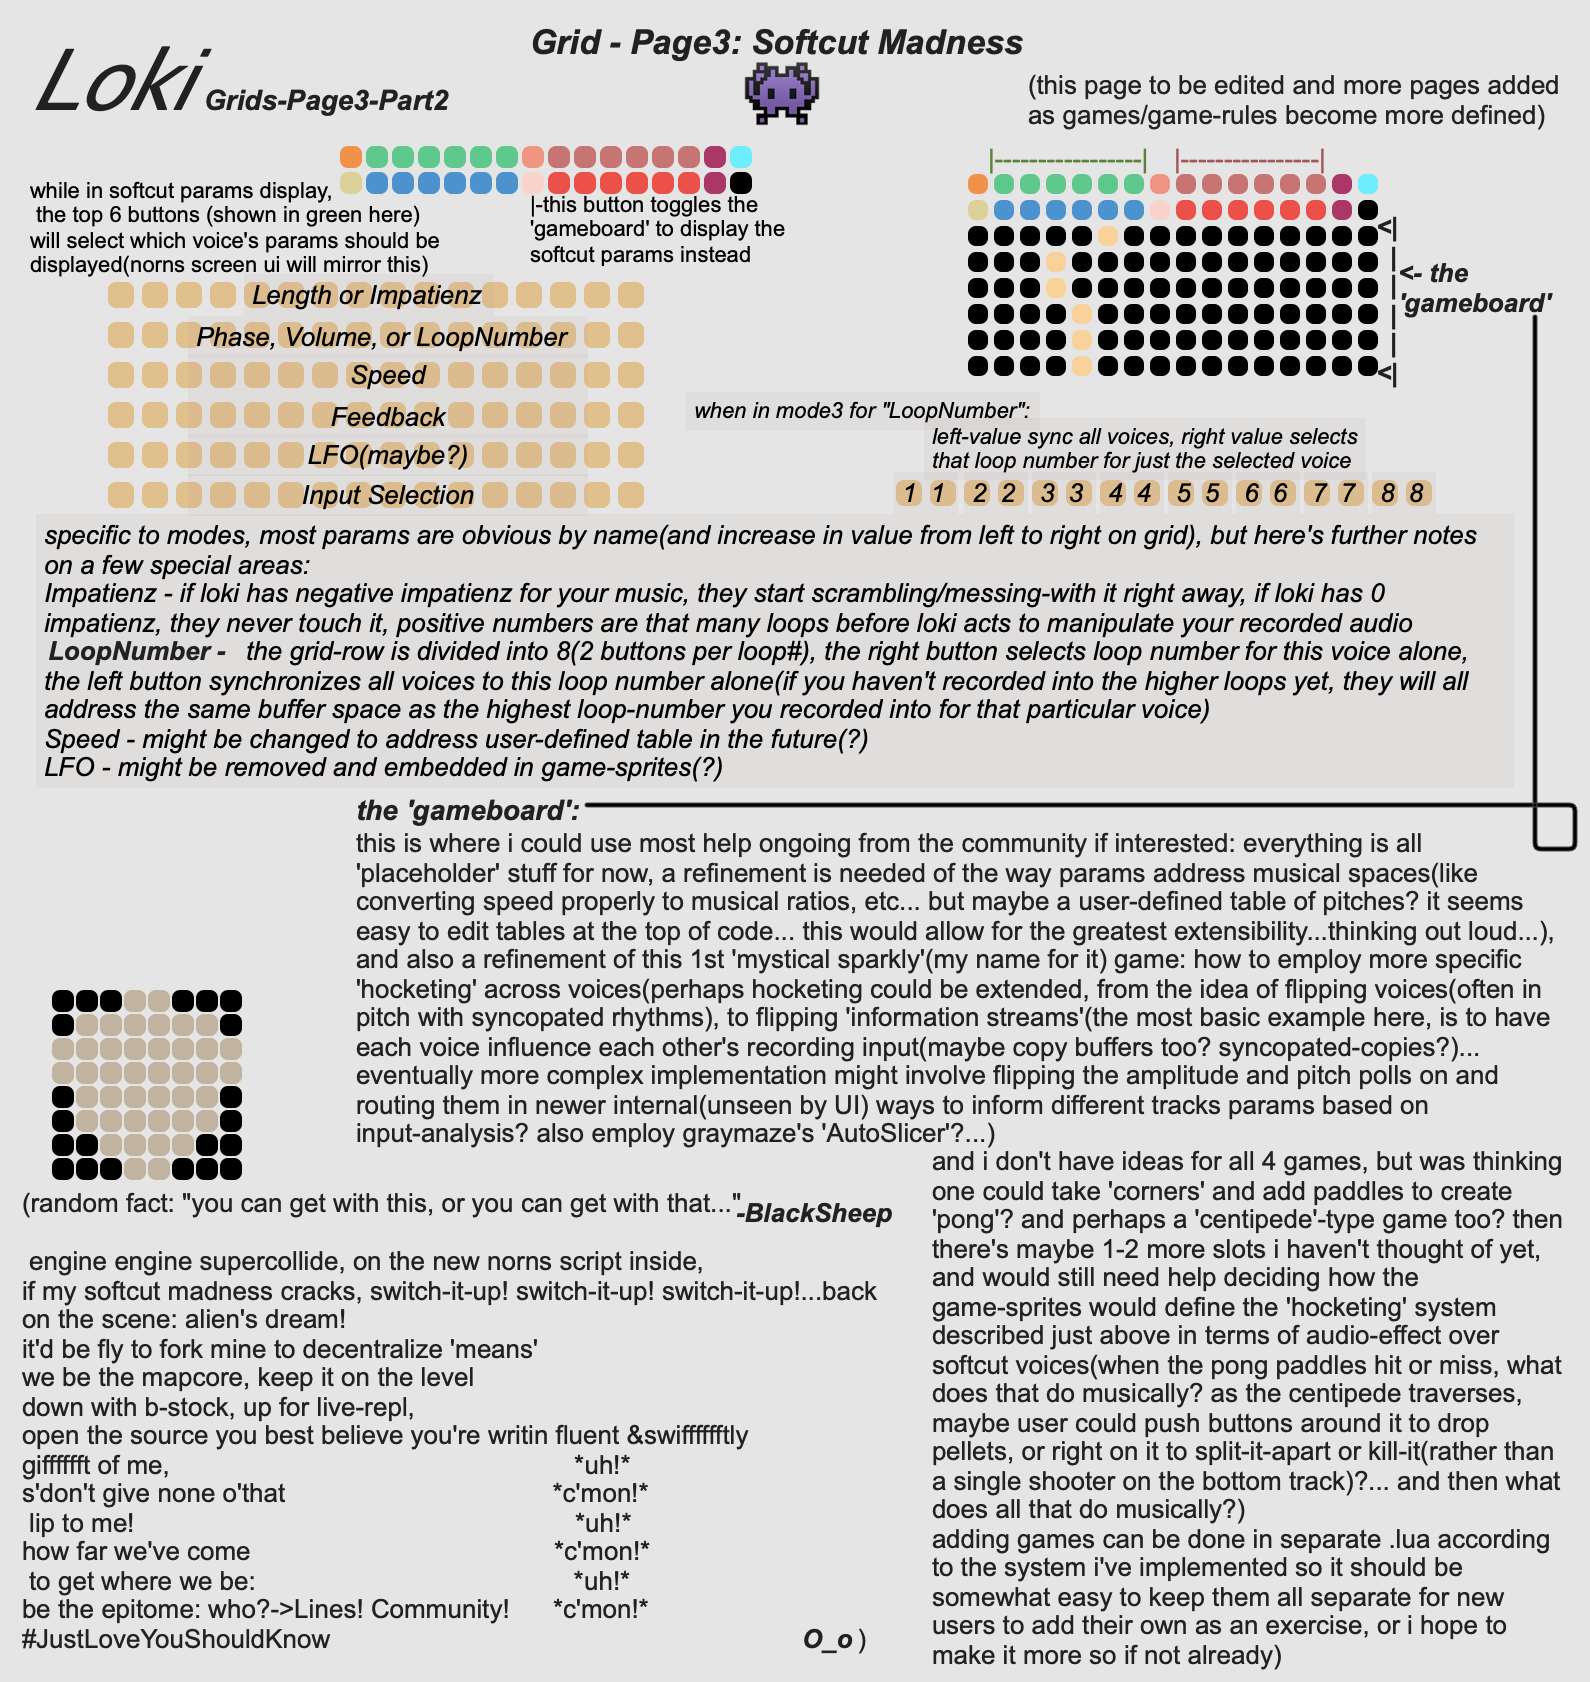 Grid - Page3: Softcut Madness
Loki
Grids-Page3-Part2
(this page to be edited and more pages added
as games/game-rules become more defined)
while in softcut params display,
the top 6 buttons (shown in green here)
will select which voice's params should be
displayed(norns screen ui will mirror this)
|-this button toggles the
'gameboard' to display the
softcut params instead
|-----------------| |---------------|
<|
<- the
'gameboard'
<|
Length or Impatienz
Phase, Volume, or LoopNumber
Speed
Feedback
LFO(maybe?)
Input Selection
when in mode3 for "LoopNumber":
left-value sync all voices, right value selects
that loop number for just the selected voice
1 1 2 2 3 3 4 4 5 5 6 6 7 7 8 8
specific to modes, most params are obvious by name(and increase in value from left to right on grid), but here's further notes
on a few special areas:
Impatienz - if loki has negative impatienz for your music, they start scrambling/messing-with it right away, if loki has 0
impatienz, they never touch it, positive numbers are that many loops before loki acts to manipulate your recorded audio
LoopNumber - the grid-row is divided into 8(2 buttons per loop#), the right button selects loop number for this voice alone,
the left button synchronizes all voices to this loop number alone(if you haven't recorded into the higher loops yet, they will all
address the same buffer space as the highest loop-number you recorded into for that particular voice)
Speed - might be changed to address user-defined table in the future(?)
LFO - might be removed and embedded in game-sprites(?)
the 'gameboard':
this is where i could use most help ongoing from the community if interested: everything is all
'placeholder' stuff for now, a refinement is needed of the way params address musical spaces(like
converting speed properly to musical ratios, etc... but maybe a user-defined table of pitches? it seems
easy to edit tables at the top of code... this would allow for the greatest extensibility...thinking out loud...),
and also a refinement of this 1st 'mystical sparkly'(my name for it) game: how to employ more specific
'hocketing' across voices(perhaps hocketing could be extended, from the idea of flipping voices(often in
pitch with syncopated rhythms), to flipping 'information streams'(the most basic example here, is to have
each voice influence each other's recording input(maybe copy buffers too? syncopated-copies?)...
eventually more complex implementation might involve flipping the amplitude and pitch polls on and
routing them in newer internal(unseen by UI) ways to inform different tracks params based on
input-analysis? also employ graymaze's 'AutoSlicer'?...)
and i don't have ideas for all 4 games, but was thinking
one could take 'corners' and add paddles to create
'pong'? and perhaps a 'centipede'-type game too? then
there's maybe 1-2 more slots i haven't thought of yet,
and would still need help deciding how the
game-sprites would define the 'hocketing' system
described just above in terms of audio-effect over
softcut voices(when the pong paddles hit or miss, what
does that do musically? as the centipede traverses,
maybe user could push buttons around it to drop
pellets, or right on it to split-it-apart or kill-it(rather than
a single shooter on the bottom track)?... and then what
does all that do musically?)
adding games can be done in separate .lua according
to the system i've implemented so it should be
somewhat easy to keep them all separate for new
users to add their own as an exercise, or i hope to
make it more so if not already)
(random fact: "you can get with this, or you can get with that..." -BlackSheep
engine engine supercollide, on the new norns script inside,
if my softcut madness cracks, switch-it-up! switch-it-up! switch-it-up!...back
on the scene: alien's dream!
it'd be fly to fork mine to decentralize 'means'
we be the mapcore, keep it on the level
down with b-stock, up for live-repl,
open the source you best believe you're writin fluent &swifffffftly
gifffffft of me, *uh!*
s'don't give none o'that *c'mon!*
lip to me! *uh!*
how far we've come *c'mon!*
to get where we be: *uh!*
be the epitome: who?->Lines! Community! *c'mon!*
#JustLoveYouShouldKnow O_o )